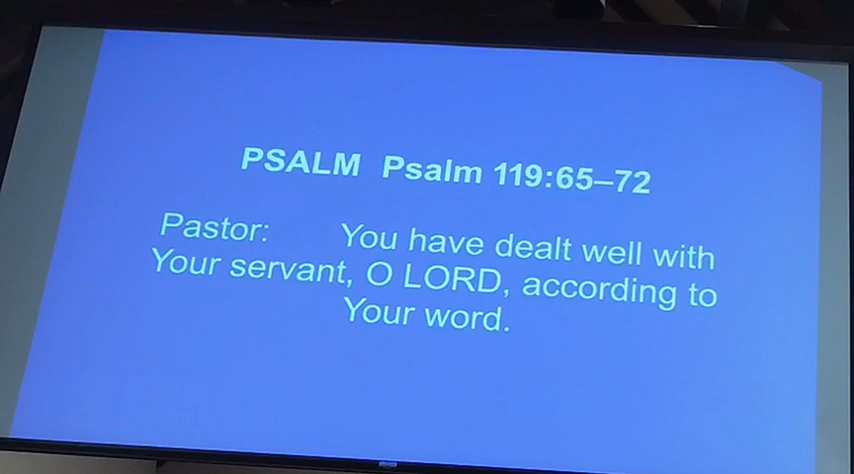 PSALM Psalm 119:65–72
Pastor: You have dealt well with
Your servant, O LORD, according to
Your word.